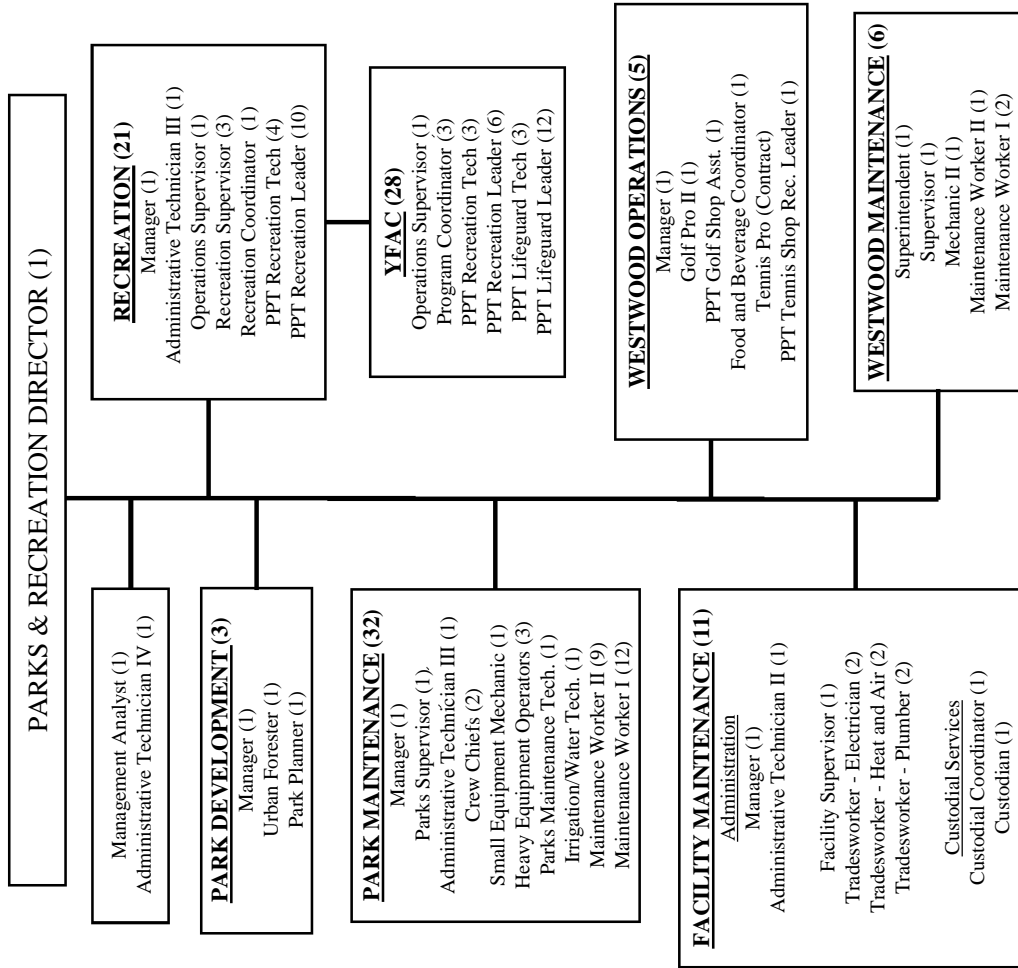 PARKS & RECREATION DIRECTOR (1)
Management Analyst (1)
Administrative Technician IV (1)
PARK DEVELOPMENT (3)
Manager (1)
Urban Forester (1)
Park Planner (1)
PARK MAINTENANCE (32)
Manager (1)
Parks Supervisor (1)
Administrative Technician III (1)
Crew Chiefs (2)
Small Equipment Mechanic (1)
Heavy Equipment Operators (3)
Parks Maintenance Tech. (1)
Irrigation/Water Tech. (1)
Maintenance Worker II (9)
Maintenance Worker I (12)
FACILITY MAINTENANCE (11)
Administration
Manager (1)
Administrative Technician II (1)
Facility Supervisor (1)
Tradesworker - Electrician (2)
Tradesworker - Heat and Air (2)
Tradesworker - Plumber (2)
Custodial Services
Custodial Coordinator (1)
Custodian (1)
RECREATION (21)
Manager (1)
Administrative Technician III (1)
Operations Supervisor (1)
Recreation Supervisor (3)
Recreation Coordinator (1)
PPT Recreation Tech (4)
PPT Recreation Leader (10)
YFAC (28)
Operations Supervisor (1)
Program Coordinator (3)
PPT Recreation Tech (3)
PPT Recreation Leader (6)
PPT Lifeguard Tech (3)
PPT Lifeguard Leader (12)
WESTWOOD OPERATIONS (5)
Manager (1)
Golf Pro II (1)
PPT Golf Shop Asst. (1)
Food and Beverage Coordinator (1)
Tennis Pro (Contract)
PPT Tennis Shop Rec. Leader (1)
WESTWOOD MAINTENANCE (6)
Superintendent (1)
Supervisor (1)
Mechanic II (1)
Maintenance Worker II (1)
Maintenance Worker I (2)